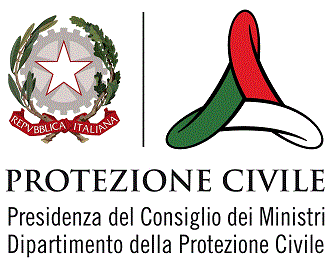 REPVBBLICA ITALIANA
PROTEZIONE CIVILE
Presidenza del Consiglio dei Ministri
Dipartimento della Protezione Civile